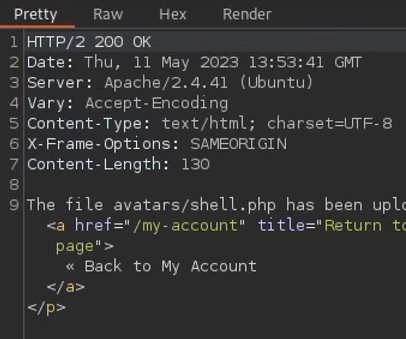 Pretty Raw Hex Render
1 HTTP/2 200 OK
2 Date: Thu, 11 May 2023 13:53:41 GMT
3 Server: Apache/2.4.41 (Ubuntu)
4 Vary: Accept-Encoding
5 Content-Type: text/html; charset=UTF-8
6 X-Frame-Options: SAMEORIGIN
7 Content-Length: 130
8
9 The file avatars/shell.php has been uplo
<a href="/my-account" title="Return to
page">
« Back to My Account
</a>
</p>